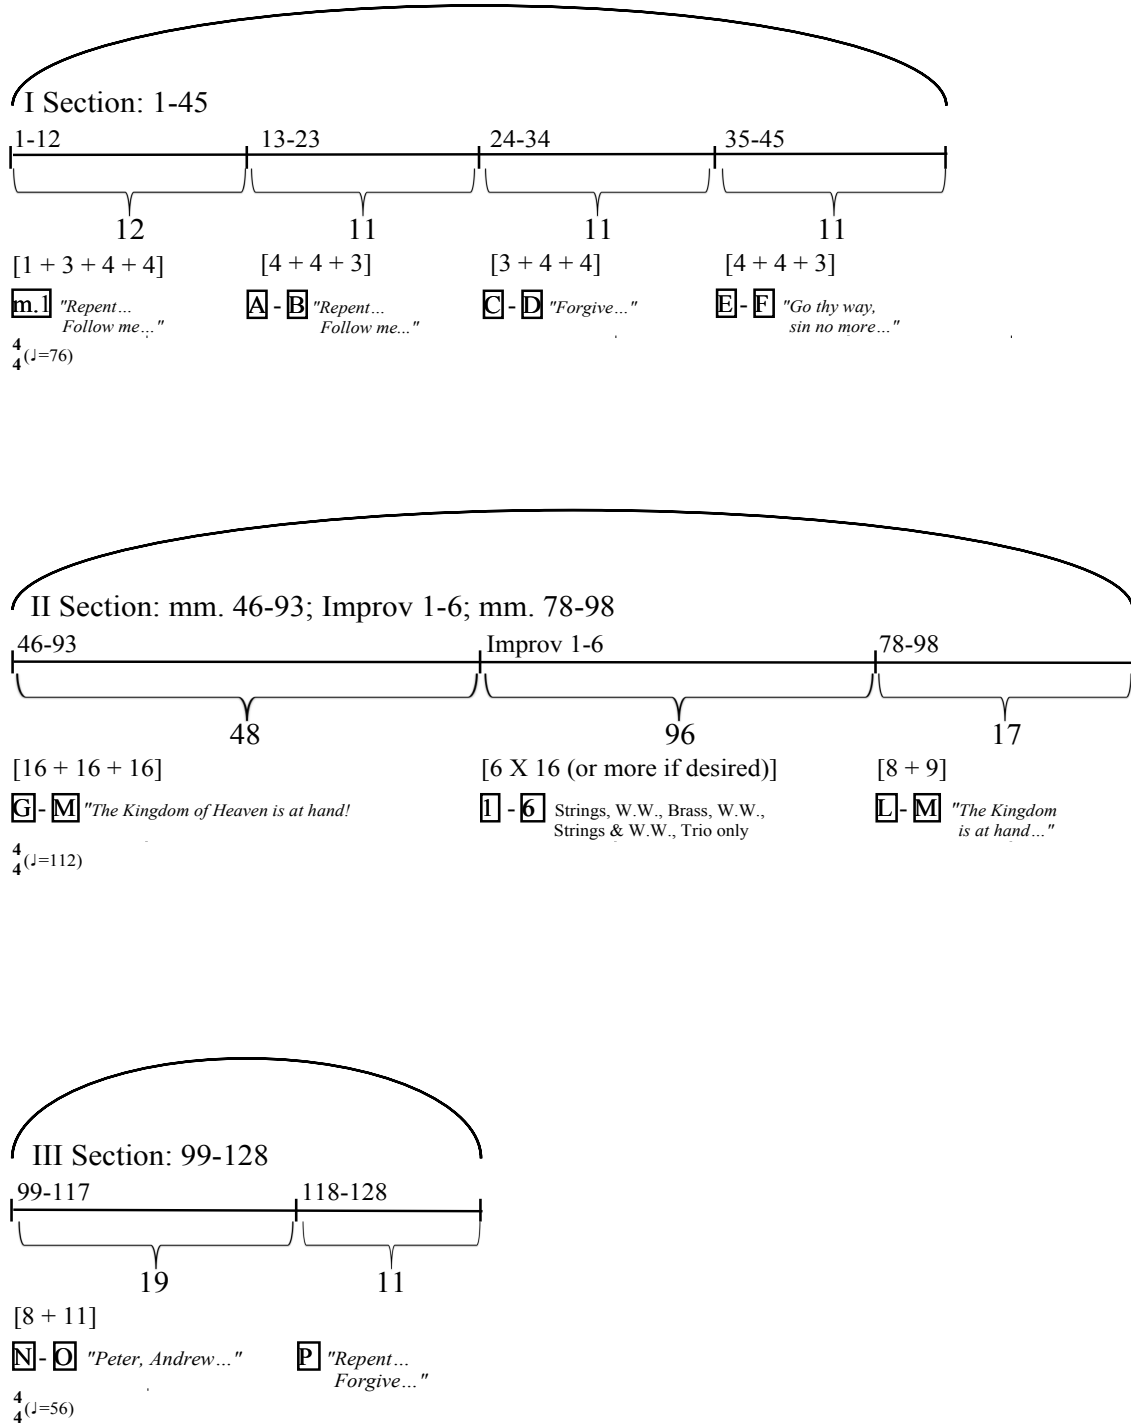 I Section: 1-45
1-12 13-23 24-34 35-45
12 11 11 11
[1 + 3 + 4 + 4] [4 + 4 + 3] [3 + 4 + 4] [4 + 4 + 3]
m.1 "Repent… A - B "Repent… C - D "Forgive…" E - F "Go thy way,
Follow me…" Follow me…" sin no more…"
4/4 (♩=76)
II Section: mm. 46-93; Improv 1-6; mm. 78-98
46-93 Improv 1-6 78-98
48 96 17
[16 + 16 + 16] [6 X 16 (or more if desired)] [8 + 9]
G - M "The Kingdom of Heaven is at hand! 1 - 6 Strings, W.W., Brass, W.W., L - M "The Kingdom
Strings & W.W., Trio only is at hand…"
4/4 (♩=112)
III Section: 99-128
99-117 118-128
19 11
[8 + 11]
N - O "Peter, Andrew…" P "Repent…
Forgive…"
4/4 (♩=56)